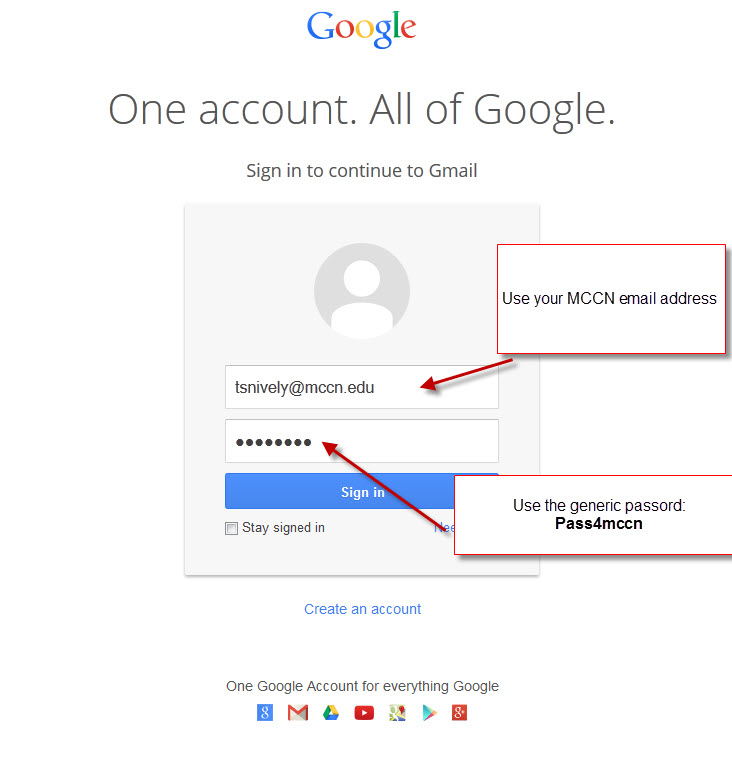 Google
One account. All of Google.
Sign in to continue to Gmail
Use your MCCN email address
tsnively@mccn.edu
●●●●●●●●
Sign in
Use the generic passord:
Pass4mccn
Stay signed in
Create an account
One Google Account for everything Google